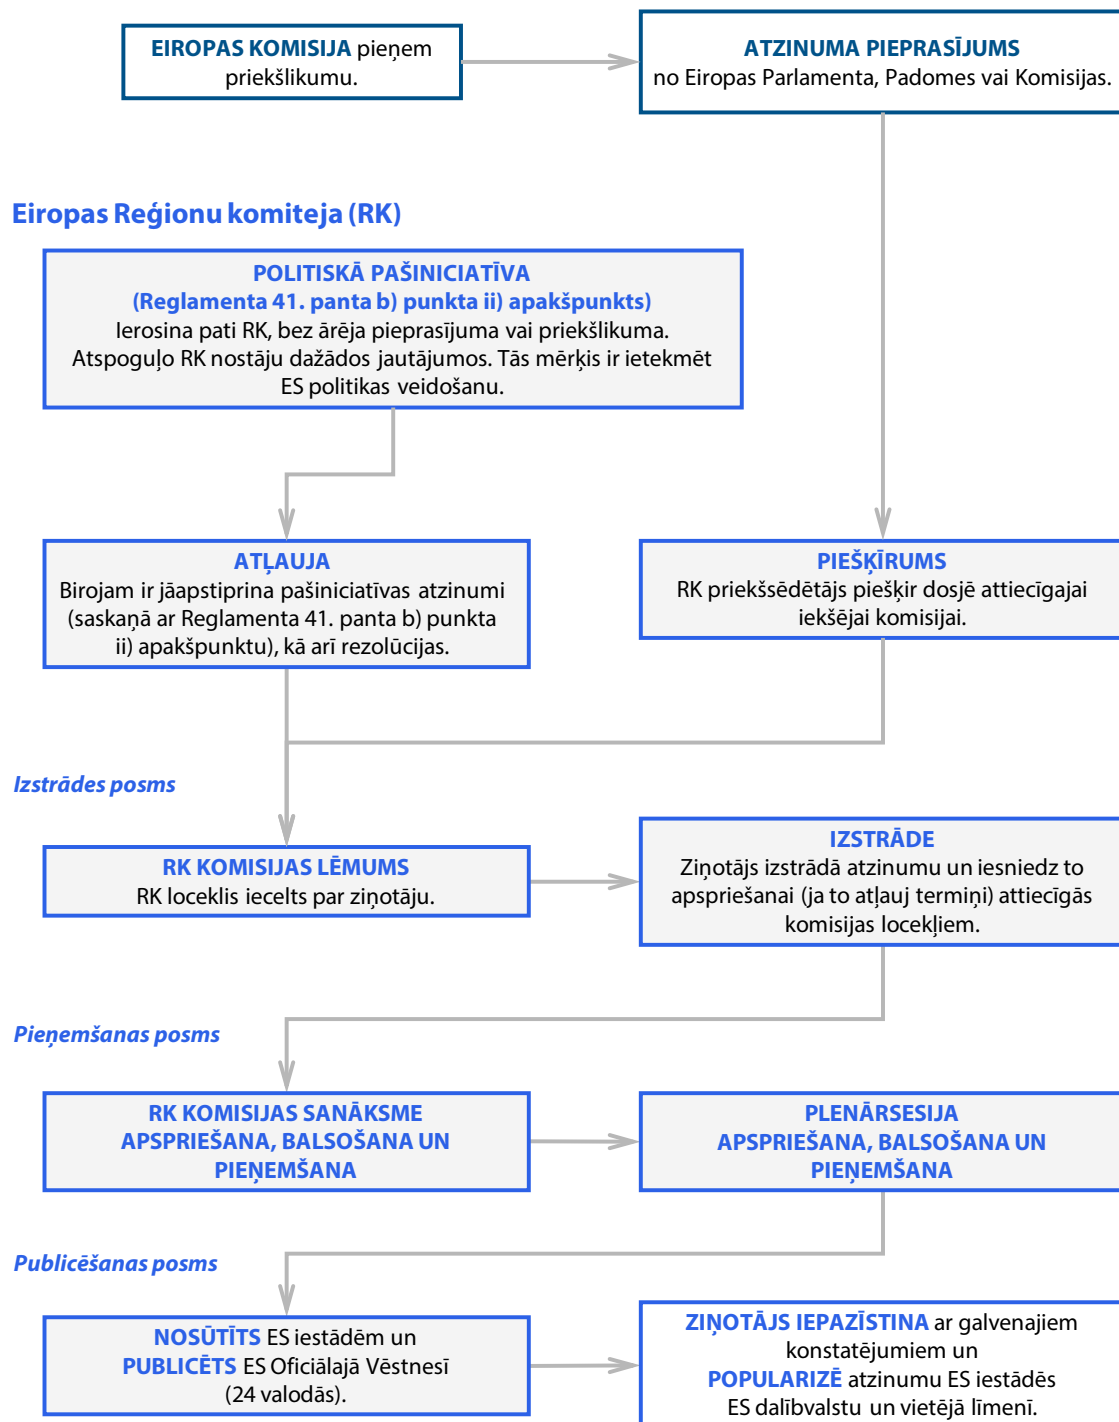 EIROPAS KOMISIJA pieņem
priekšlikumu.
ATZINUMA PIEPRASĪJUMS
no Eiropas Parlamenta, Padomes vai Komisijas.
Eiropas Reģionu komiteja (RK)
POLITISKĀ PAŠINICIATĪVA
(Reglamenta 41. panta b) punkta ii) apakšpunkts)
Ierosina pati RK, bez ārēja pieprasījuma vai priekšlikuma.
Atspoguļo RK nostāju dažādos jautājumos. Tās mērķis ir ietekmēt
ES politikas veidošanu.
ATĻAUJA
Birojam ir jāapstiprina pašiniciatīvas atzinumi
(saskaņā ar Reglamenta 41. panta b) punkta
ii) apakšpunktu), kā arī rezolūcijas.
PIEŠĶĪRUMS
RK priekšsēdētājs piešķir dosjē attiecīgajai
iekšējai komisijai.
Izstrādes posms
RK KOMISIJAS LĒMUMS
RK loceklis iecelts par ziņotāju.
IZSTRĀDE
Ziņotājs izstrādā atzinumu un iesniedz to
apspriešanai (ja to atļauj termiņi) attiecīgās
komisijas locekļiem.
Pieņemšanas posms
RK KOMISIJAS SANĀKSME
APSPRIEŠANA, BALSOŠANA UN
PIEŅEMŠANA
PLENĀRSESIJA
APSPRIEŠANA, BALSOŠANA UN
PIEŅEMŠANA
Publicēšanas posms
NOSŪTĪTS ES iestādēm un
PUBLICĒTS ES Oficiālajā Vēstnesī
(24 valodās).
ZIŅOTĀJS IEPAZĪSTINA ar galvenajiem
konstatējumiem un
POPULARIZĒ atzinumu ES iestādēs
ES dalībvalstu un vietējā līmenī.